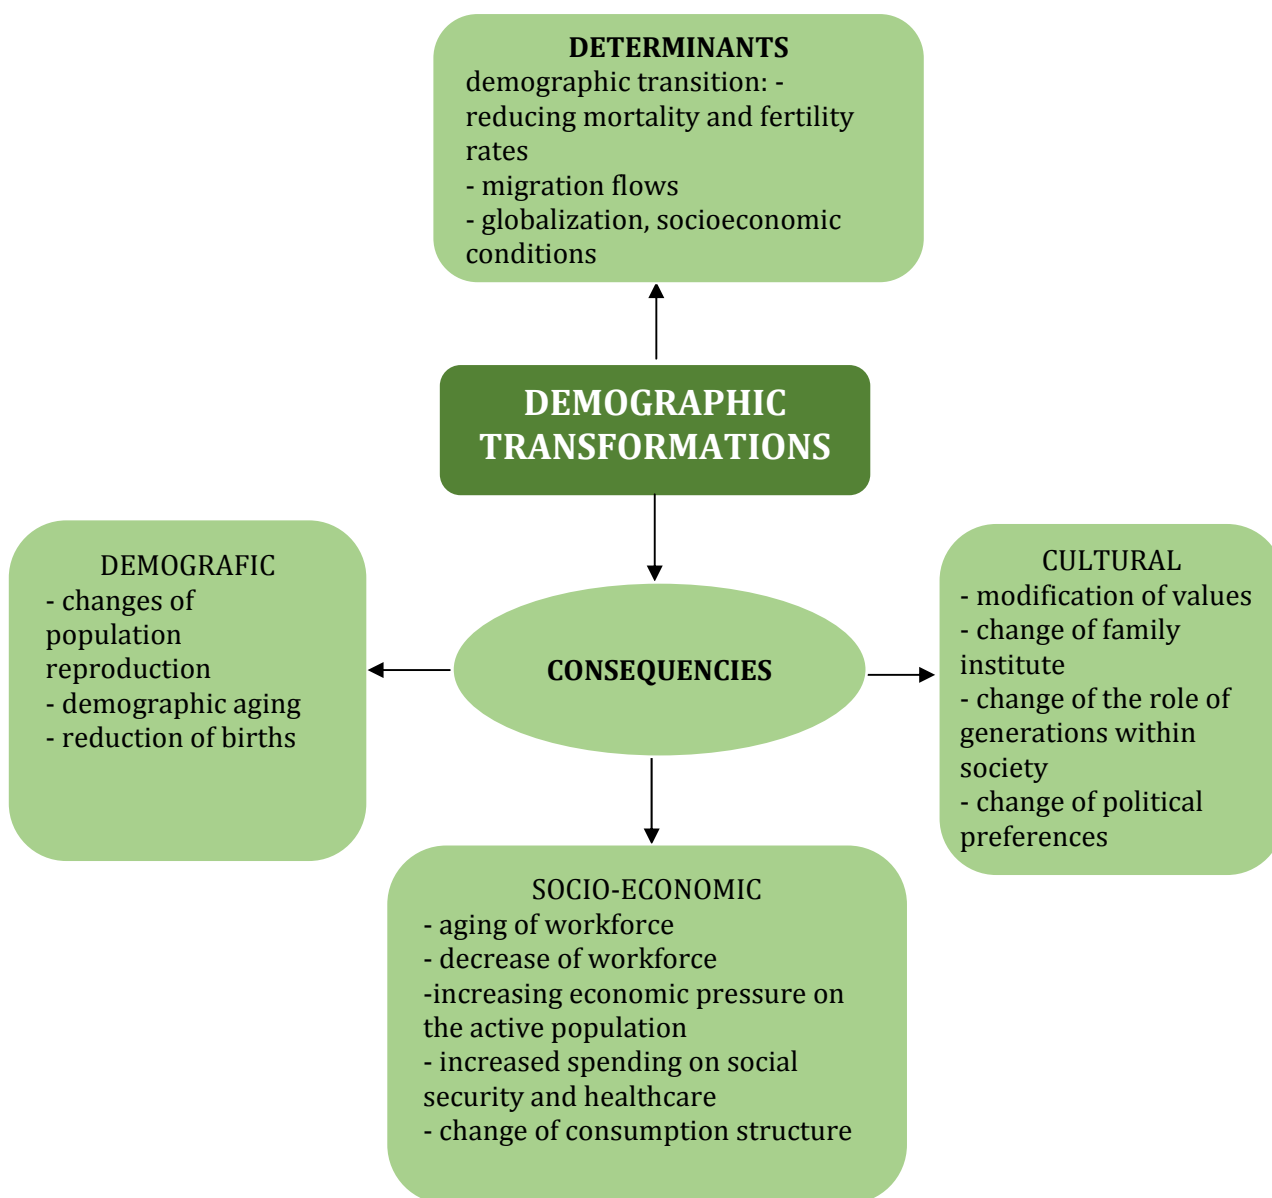 DETERMINANTS
demographic transition: -
reducing mortality and fertility
rates
- migration flows
- globalization, socioeconomic
conditions
DEMOGRAPHIC
TRANSFORMATIONS
DEMOGRAFIC
- changes of
population
reproduction
- demographic aging
- reduction of births
CONSEQUENCIES
CULTURAL
- modification of values
- change of family
institute
- change of the role of
generations within
society
- change of political
preferences
SOCIO-ECONOMIC
- aging of workforce
- decrease of workforce
-increasing economic pressure on
the active population
- increased spending on social
security and healthcare
- change of consumption structure